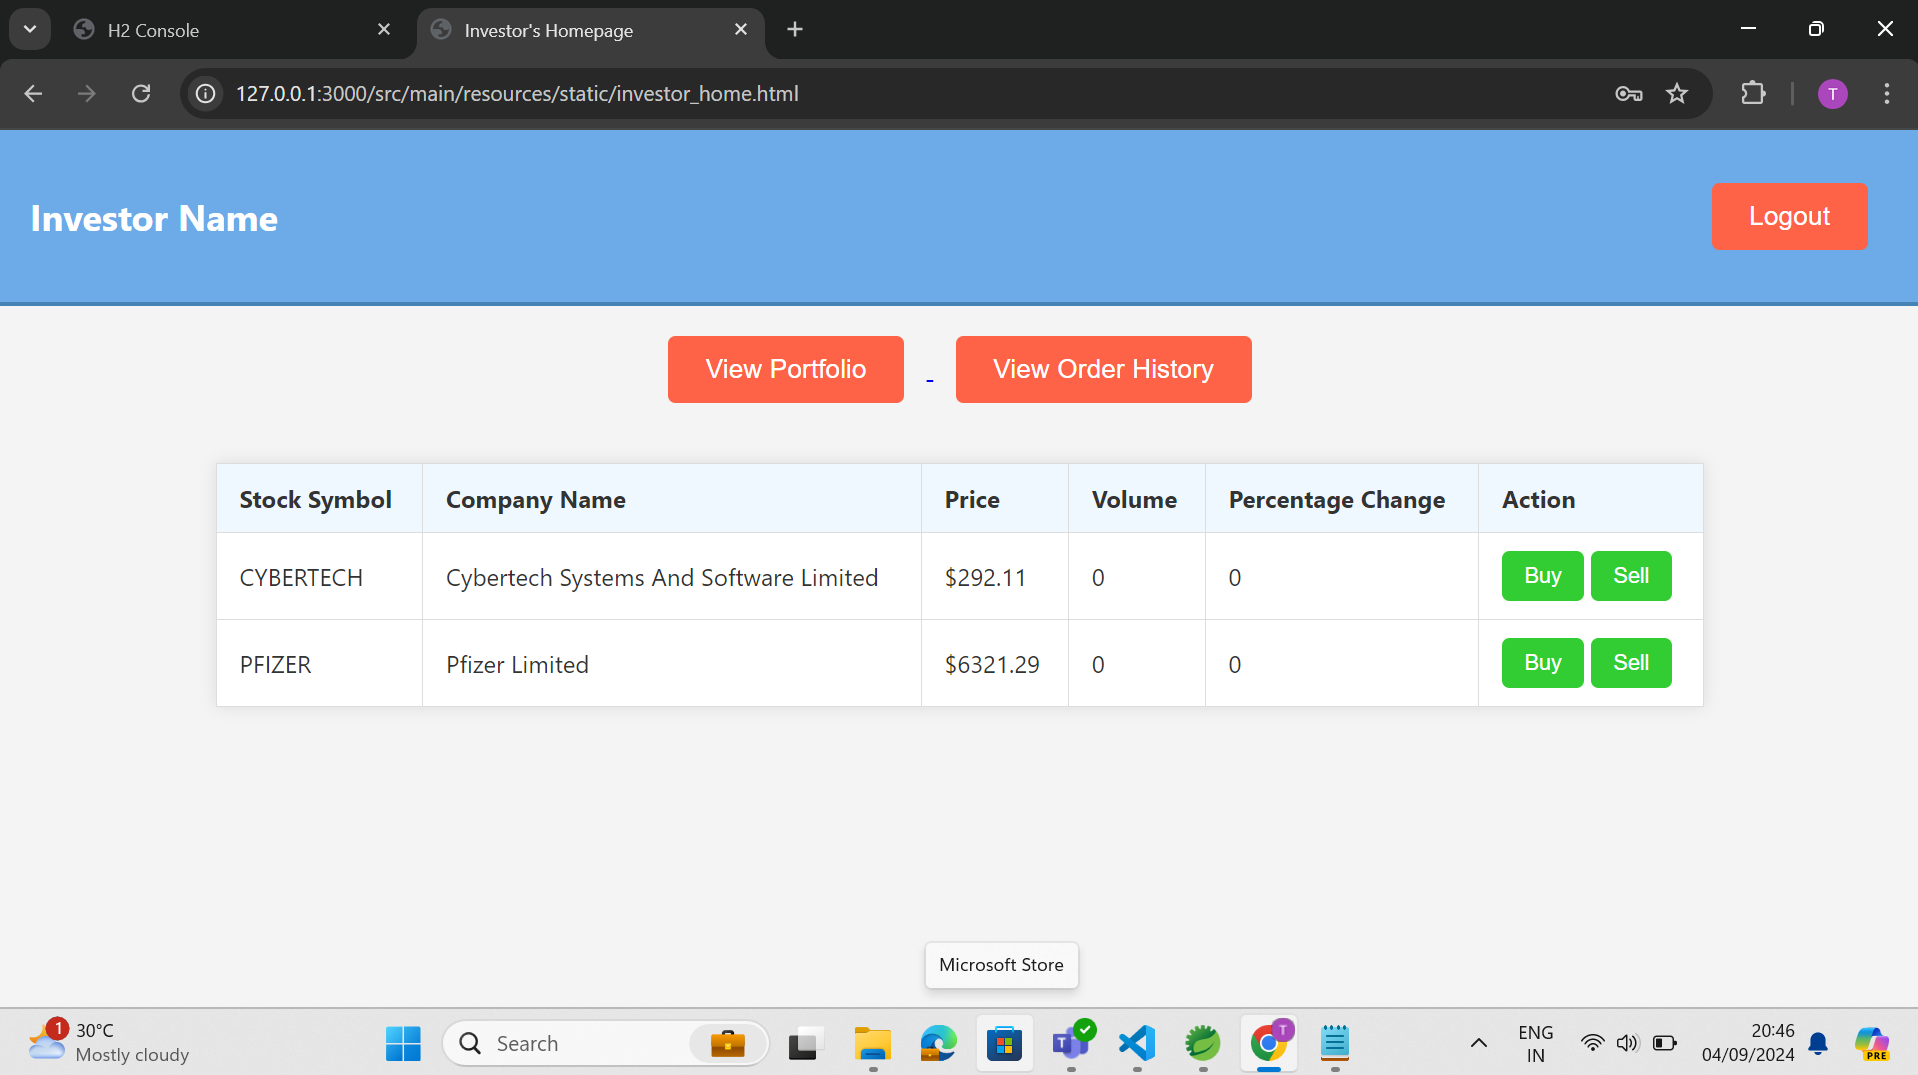 H2 Console
Investor's Homepage
127.0.0.1:3000/src/main/resources/static/investor_home.html
T
Investor Name
Logout
View Portfolio
View Order History
Stock Symbol Company Name Price Volume Percentage Change Action
CYBERTECH Cybertech Systems And Software Limited $292.11 0 0 Buy Sell
PFIZER Pfizer Limited $6321.29 0 0 Buy Sell
Microsoft Store
1
30°C
Mostly cloudy
Search
T
T
ENG
IN
20:46
04/09/2024
PRE